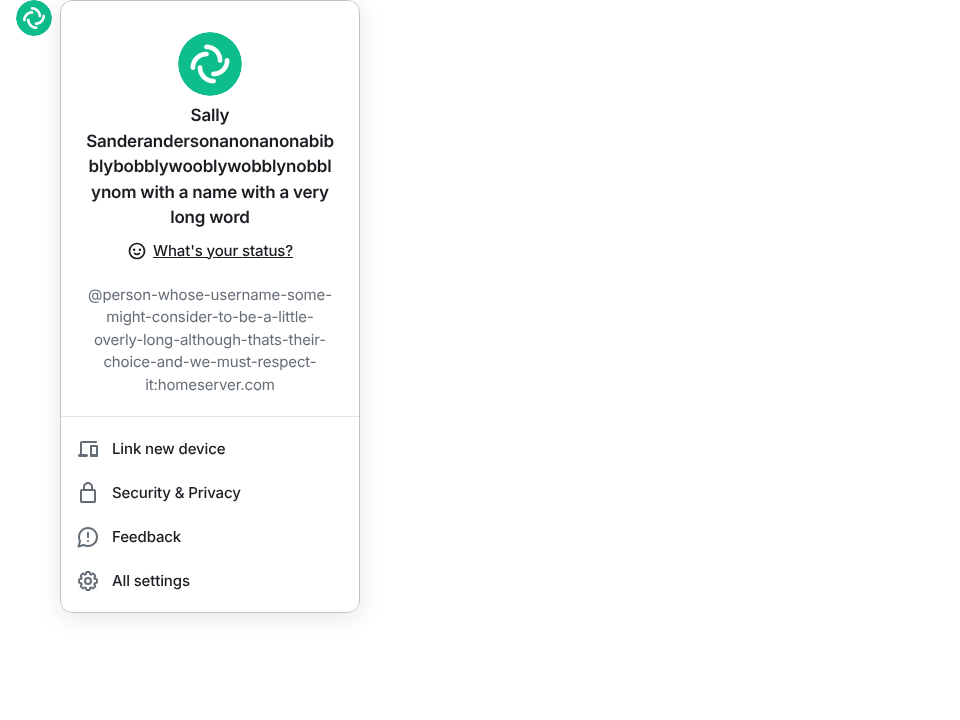 Sally
Sanderandersonanonanonabib
blybobblywooblywobblynobbl
ynom with a name with a very
long word
What's your status?
@person-whose-username-some-
might-consider-to-be-a-little-
overly-long-although-thats-their-
choice-and-we-must-respect-
it:homeserver.com
Link new device
Security & Privacy
Feedback
All settings